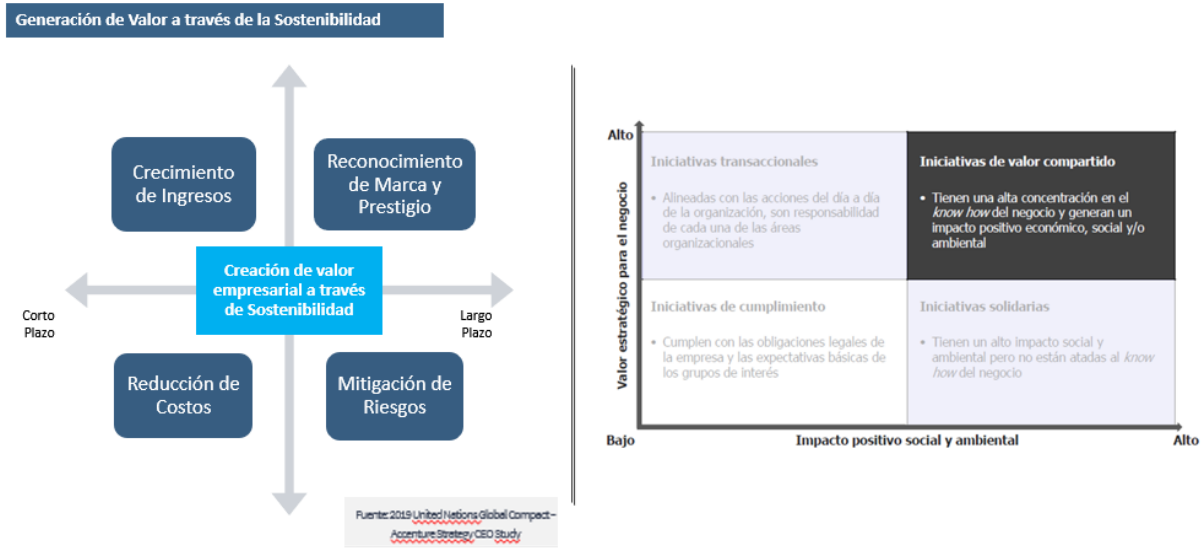 Generación de Valor a través de la Sostenibilidad
Crecimiento
de Ingresos
Reconocimiento
de Marca y
Prestigio
Creación de valor
empresarial a través
de Sostenibilidad
Corto
Plazo
Largo
Plazo
Reducción de
Costos
Mitigación de
Riesgos
Fuente: 2019 United Nations Global Compact –
Accenture Strategy CEO Study
Alto
Valor estratégico para el negocio
Iniciativas transaccionales
• Alineadas con las acciones del día a día
de la organización, son responsabilidad
de cada una de las áreas
organizacionales
Iniciativas de valor compartido
• Tienen una alta concentración en el
know how del negocio y generan un
impacto positivo económico, social y/o
ambiental
Iniciativas de cumplimiento
• Cumplen con las obligaciones legales de
la empresa y las expectativas básicas de
los grupos de interés
Iniciativas solidarias
• Tienen un alto impacto social y
ambiental pero no están atadas al know
how del negocio
Bajo
Impacto positivo social y ambiental
Alto